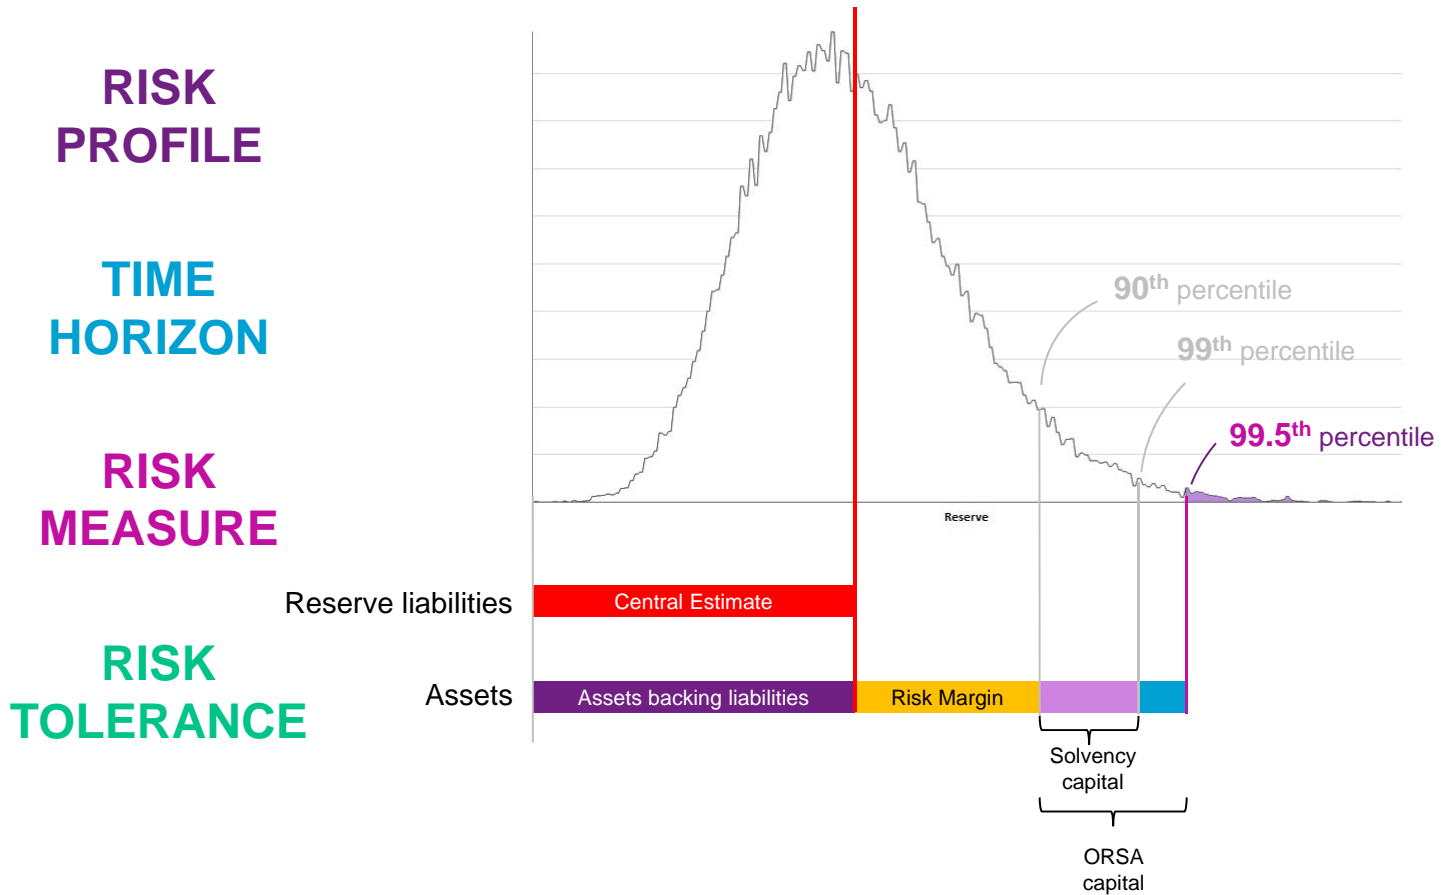 RISK
PROFILE
TIME
HORIZON
RISK
MEASURE
RISK
TOLERANCE
90th percentile
99th percentile
99.5th percentile
Reserve
Reserve liabilities
Central Estimate
Assets
Assets backing liabilities
Risk Margin
Solvency
capital
ORSA
capital